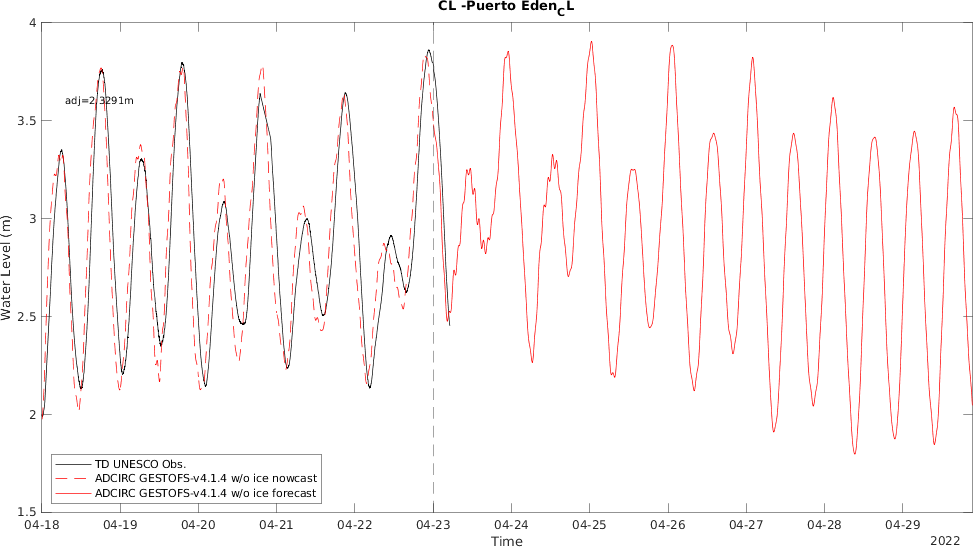 CL -Puerto Eden_CL
4
adj=2.3291m
3.5
3
Water Level (m)
2.5
2
TD UNESCO Obs.
ADCIRC GESTOFS-v4.1.4 w/o ice nowcast
ADCIRC GESTOFS-v4.1.4 w/o ice forecast
1.5
04-18 04-19 04-20 04-21 04-22 04-23 04-24 04-25 04-26 04-27 04-28 04-29
Time
2022